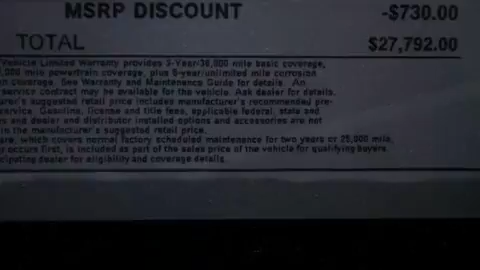 MSRP DISCOUNT -$730.00
TOTAL $27,792.00
Vehicle Limited Warranty provides 3-Year/36,000 mile basic coverage,
,000 mile powertrain coverage, plus 5-year/unlimited mile corrosion
n coverage. See Warranty and Maintenance Guide for details. An
service contract may be available for the vehicle. Ask dealer for details.
urer's suggested retail price includes manufacturer's recommended pre-
service. Gasoline, license and title fees, applicable federal, state and
es and dealer and distributor installed options and accessories are not
in the manufacturer's suggested retail price.
are, which covers normal factory scheduled maintenance for two years or 25,000 mile
r occurs first, is included as part of the sales price of the vehicle for qualifying buyers.
cipating dealer for eligibility and coverage details.